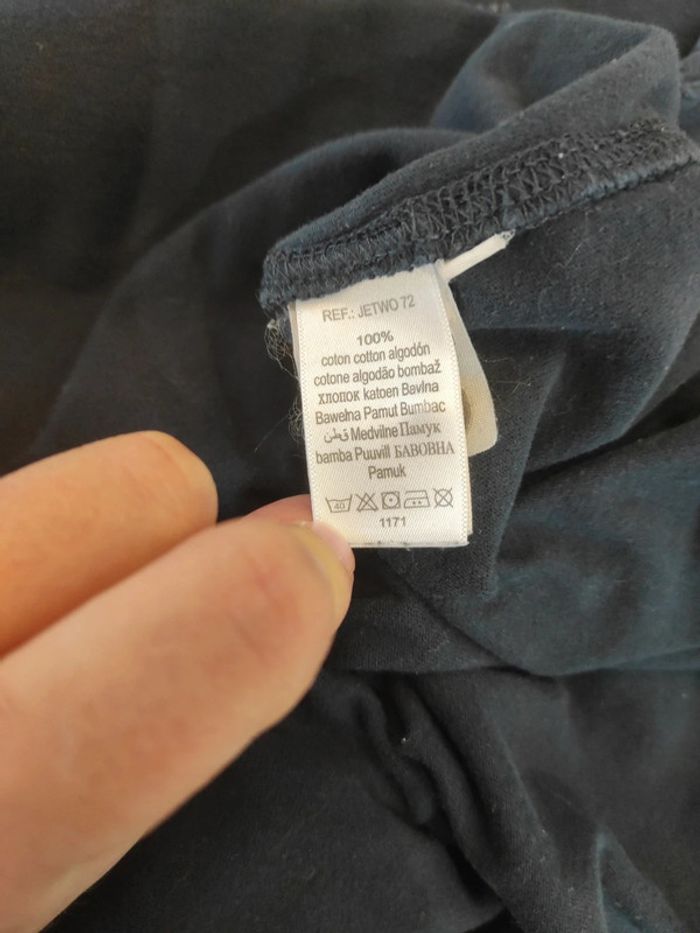 REF.: JETWO 72
100%
coton cotton algodón
cotone algodão bombaž
хлопок katoen Bavlna
Bawełna Pamut Bumbac
قطن Medvilne Памук
bamba Puuvill БАВОВНА
Pamuk
40
1171